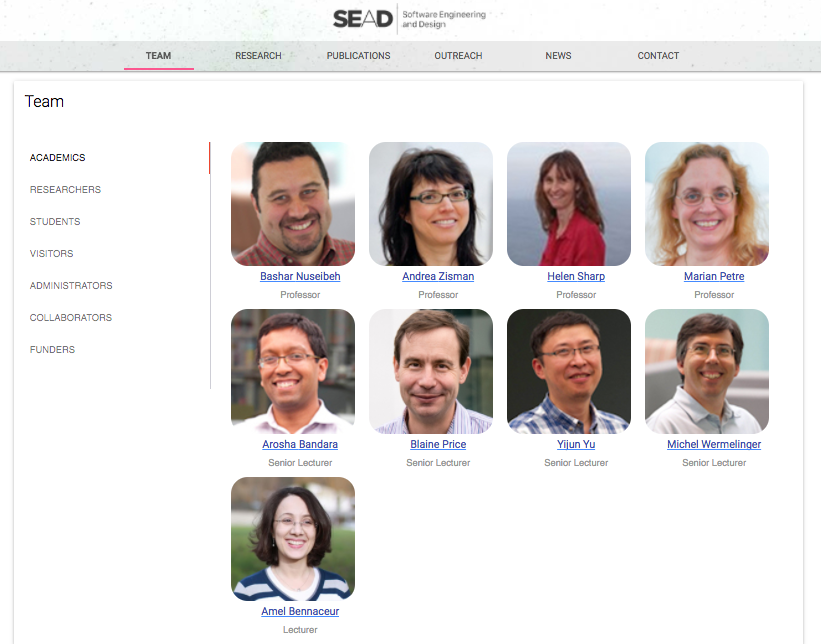 SEAD Software Engineering
and Design
TEAM RESEARCH PUBLICATIONS OUTREACH NEWS CONTACT
Team
ACADEMICS
RESEARCHERS
STUDENTS
VISITORS
ADMINISTRATORS
COLLABORATORS
FUNDERS
Bashar Nuseibeh Andrea Zisman Helen Sharp Marian Petre
Professor Professor Professor Professor
Arosha Bandara Blaine Price Yijun Yu Michel Wermelinger
Senior Lecturer Senior Lecturer Senior Lecturer Senior Lecturer
Amel Bennaceur
Lecturer